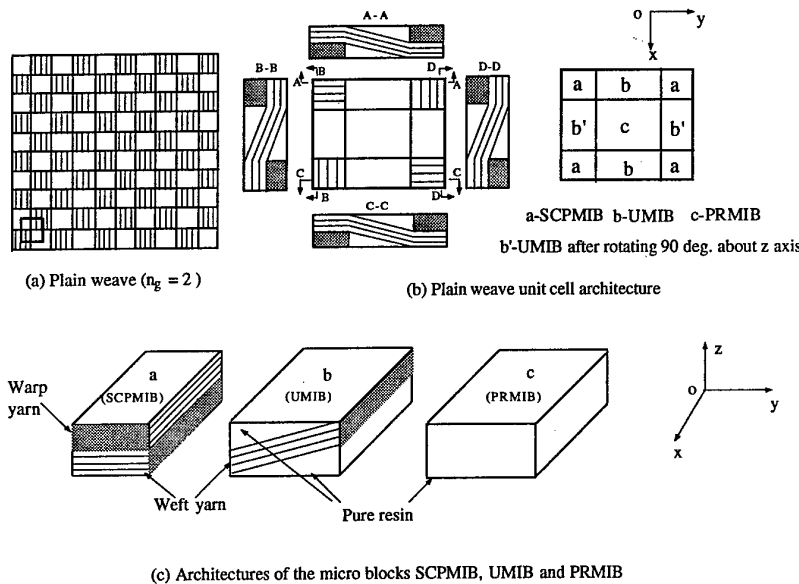 A-A
B-B
D-D
B
D
A
A
C
C
B
D
C-C
o
y
x
a b a
b' c b'
a b a
a-SCPMIB b-UMIB c-PRMIB
b'-UMIB after rotating 90 deg. about z axis
(a) Plain weave (n_g = 2 )
(b) Plain weave unit cell architecture
Warp
yarn
a
(SCPMIB)
b
(UMIB)
c
(PRMIB)
Weft yarn
Pure resin
z
o
y
x
(c) Architectures of the micro blocks SCPMIB, UMIB and PRMIB